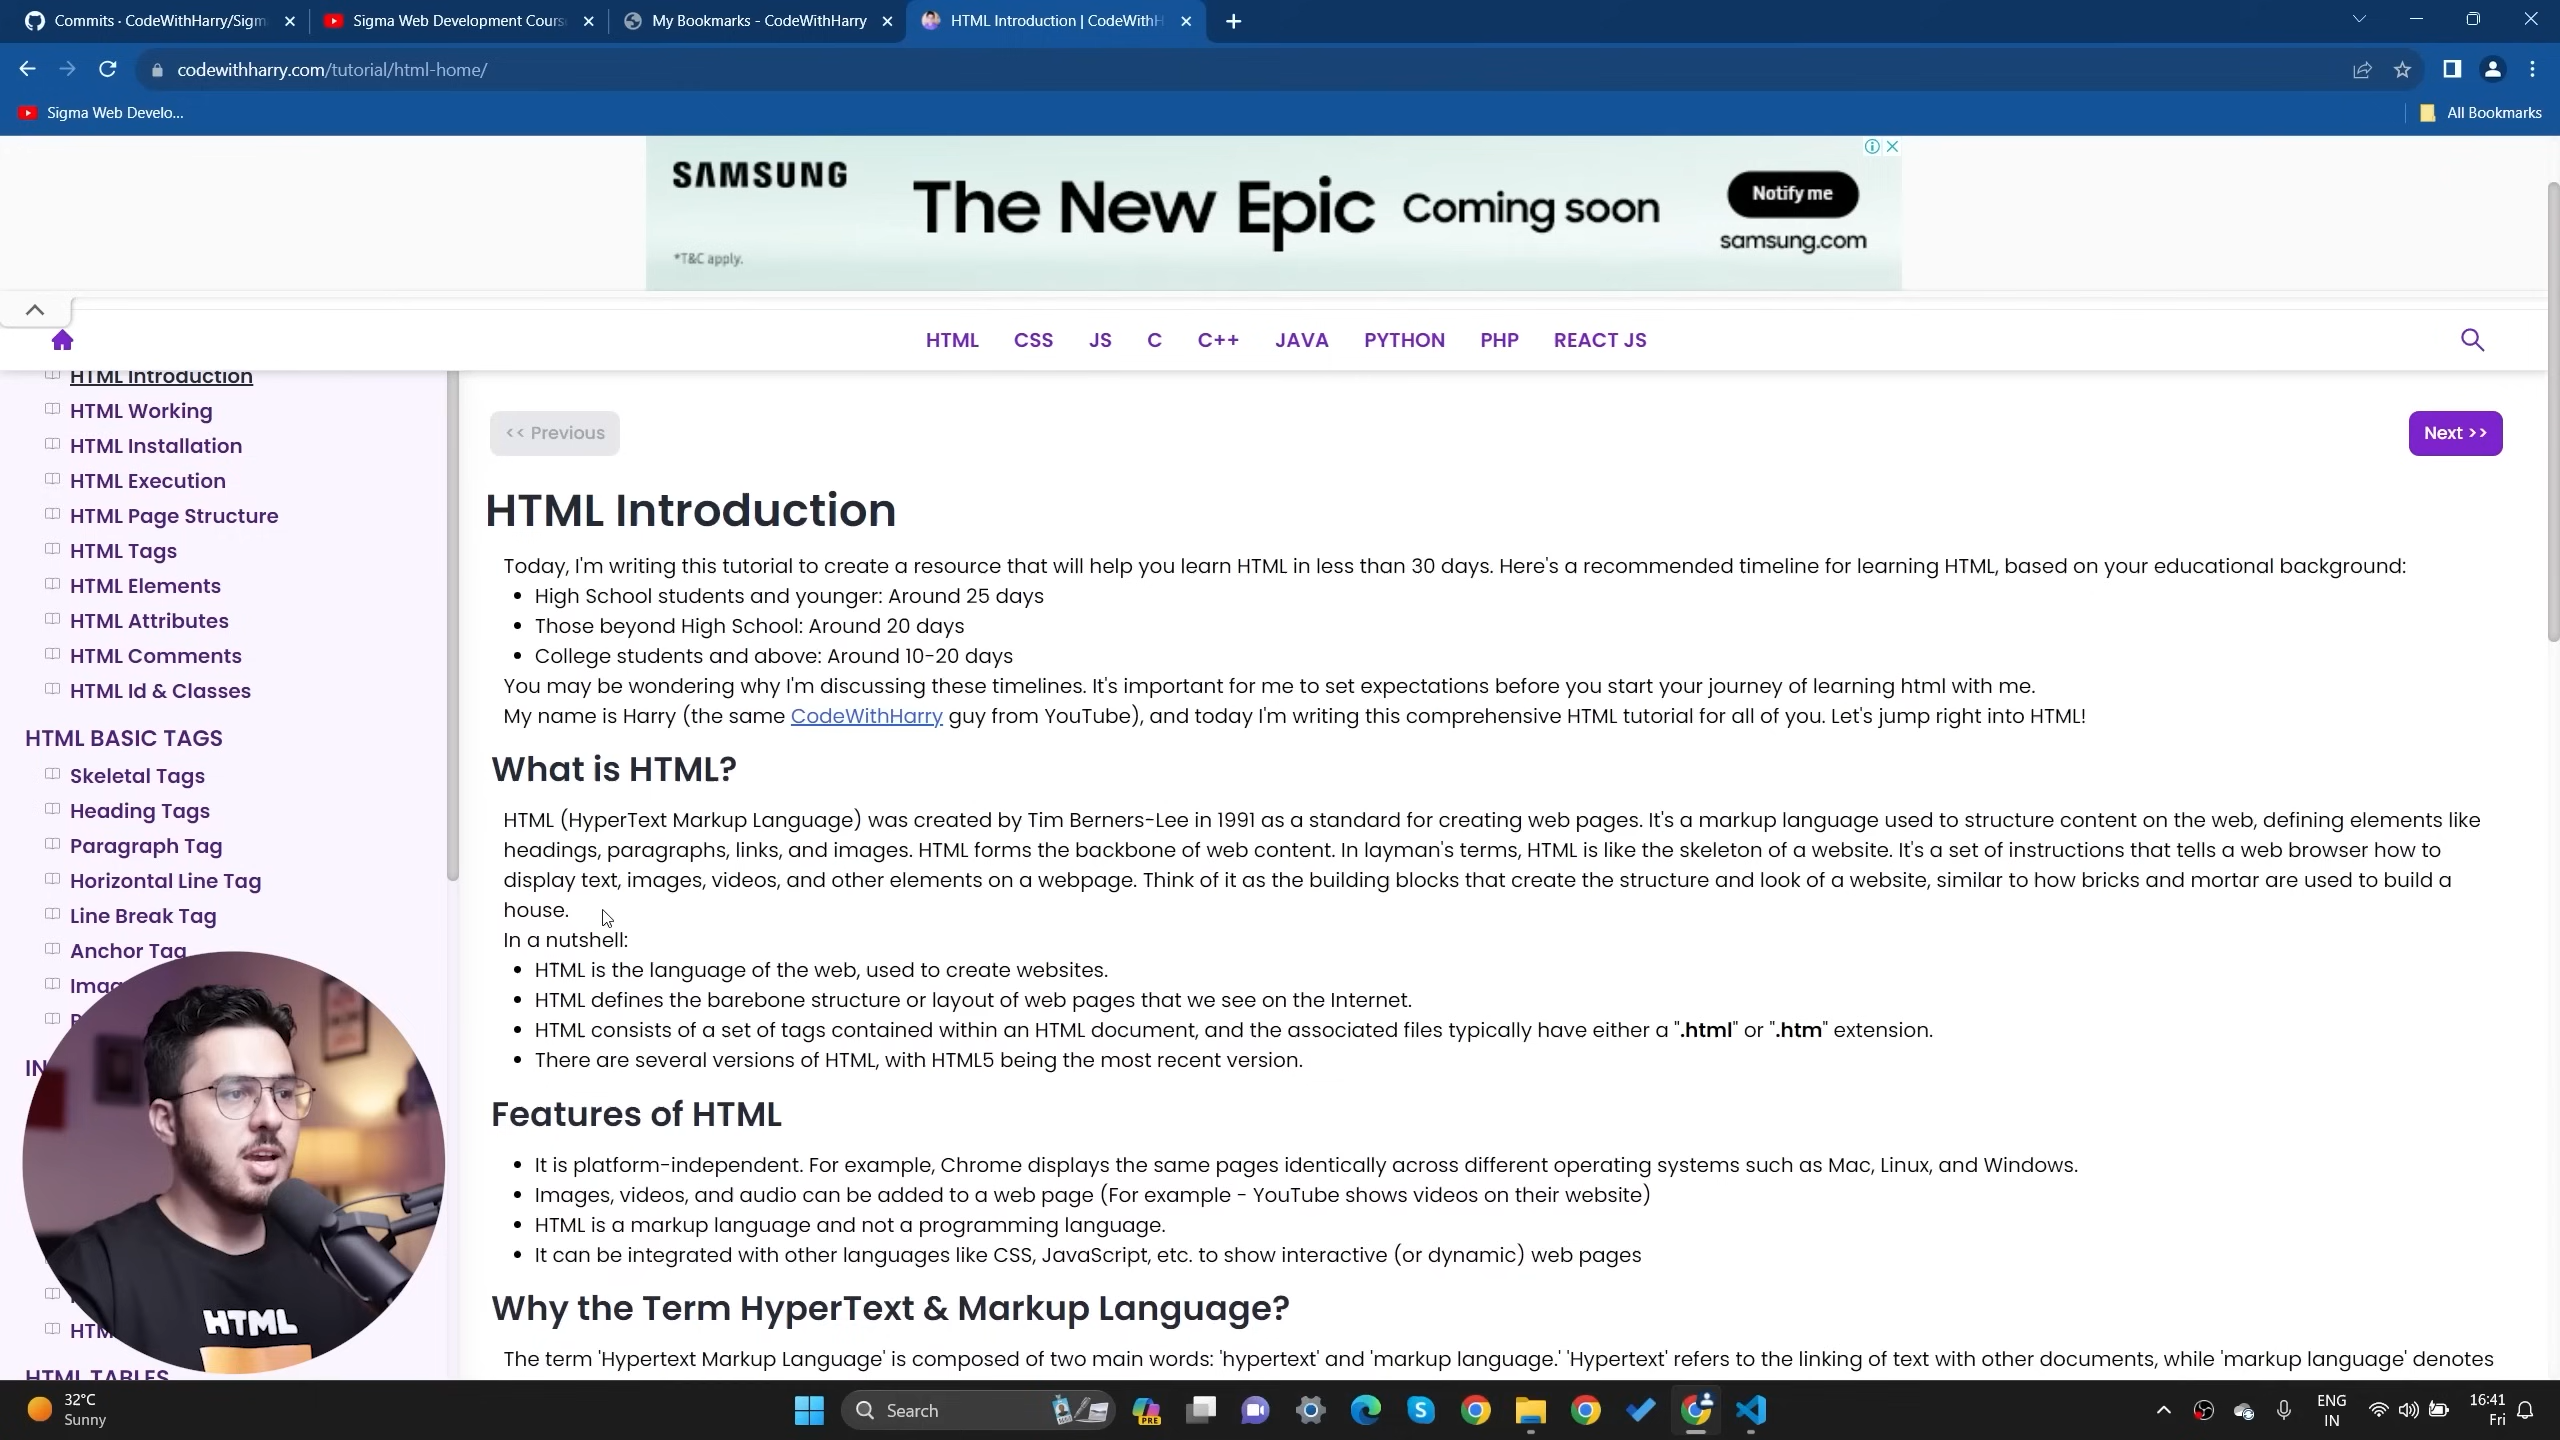 Commits · CodeWithHarry/Sigm
Sigma Web Development Cours
My Bookmarks - CodeWithHarry
HTML Introduction | CodeWithH
codewithharry.com/tutorial/html-home/
Sigma Web Develo...
All Bookmarks
SAMSUNG
The New Epic
Coming soon
Notify me
samsung.com
*T&C apply.
HTML CSS JS C C++ JAVA PYTHON PHP REACT JS
HTML Introduction
HTML Working
HTML Installation
HTML Execution
HTML Page Structure
HTML Tags
HTML Elements
HTML Attributes
HTML Comments
HTML Id & Classes
HTML BASIC TAGS
Skeletal Tags
Heading Tags
Paragraph Tag
Horizontal Line Tag
Line Break Tag
Anchor Tag
HTML TABLES
<< Previous
Next >>
HTML Introduction
Today, I'm writing this tutorial to create a resource that will help you learn HTML in less than 30 days. Here's a recommended timeline for learning HTML, based on your educational background:
• High School students and younger: Around 25 days
• Those beyond High School: Around 20 days
• College students and above: Around 10-20 days
You may be wondering why I'm discussing these timelines. It's important for me to set expectations before you start your journey of learning html with me.
My name is Harry (the same CodeWithHarry guy from YouTube), and today I'm writing this comprehensive HTML tutorial for all of you. Let's jump right into HTML!
What is HTML?
HTML (HyperText Markup Language) was created by Tim Berners-Lee in 1991 as a standard for creating web pages. It's a markup language used to structure content on the web, defining elements like
headings, paragraphs, links, and images. HTML forms the backbone of web content. In layman's terms, HTML is like the skeleton of a website. It's a set of instructions that tells a web browser how to
display text, images, videos, and other elements on a webpage. Think of it as the building blocks that create the structure and look of a website, similar to how bricks and mortar are used to build a
house.
In a nutshell:
• HTML is the language of the web, used to create websites.
• HTML defines the barebone structure or layout of web pages that we see on the Internet.
• HTML consists of a set of tags contained within an HTML document, and the associated files typically have either a ".html" or ".htm" extension.
• There are several versions of HTML, with HTML5 being the most recent version.
Features of HTML
• It is platform-independent. For example, Chrome displays the same pages identically across different operating systems such as Mac, Linux, and Windows.
• Images, videos, and audio can be added to a web page (For example - YouTube shows videos on their website)
• HTML is a markup language and not a programming language.
• It can be integrated with other languages like CSS, JavaScript, etc. to show interactive (or dynamic) web pages
Why the Term HyperText & Markup Language?
The term 'Hypertext Markup Language' is composed of two main words: 'hypertext' and 'markup language.' 'Hypertext' refers to the linking of text with other documents, while 'markup language' denotes
HTML
32°C
Sunny
Search
PRE
ENG
IN
16:41
Fri